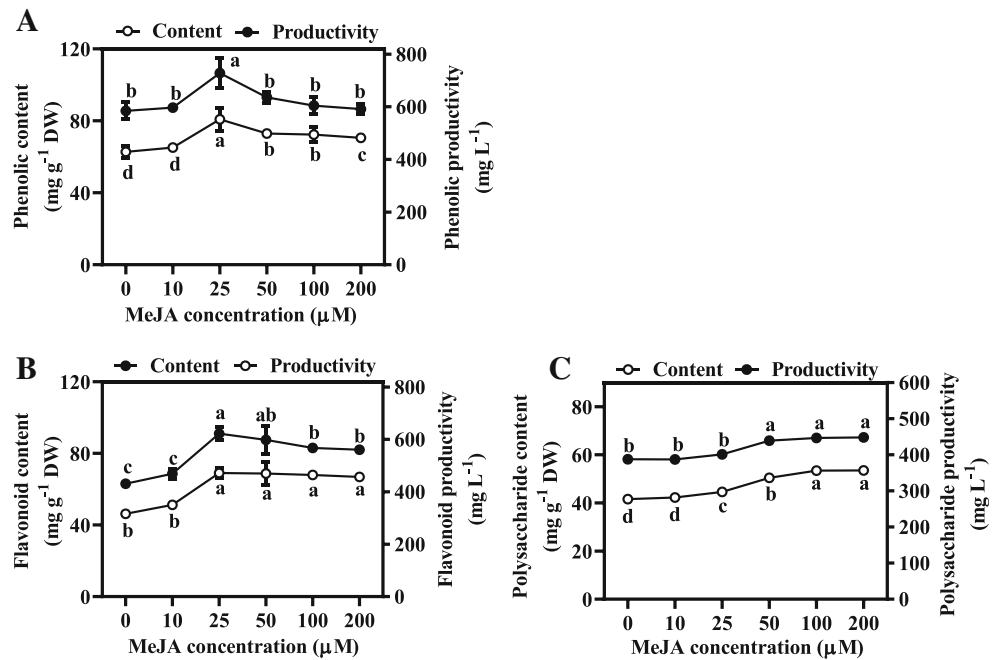 A
Content Productivity
Phenolic content
(mg g⁻¹ DW)
120
80
40
0
800
600
400
200
0
Phenolic productivity
(mg L⁻¹)
b b a b b b
d d a b b c
0 10 25 50 100 200
MeJA concentration (μM)
B
Content Productivity
Flavonoid content
(mg g⁻¹ DW)
120
80
40
0
800
600
400
200
0
Flavonoid productivity
(mg L⁻¹)
c c a ab b b
b b a a a a
0 10 25 50 100 200
MeJA concentration (μM)
C
Content Productivity
Polysaccharide content
(mg g⁻¹ DW)
80
60
40
20
0
600
500
400
300
200
100
0
Polysaccharide productivity
(mg L⁻¹)
b b b a a a
d d c b a a
0 10 25 50 100 200
MeJA concentration (μM)